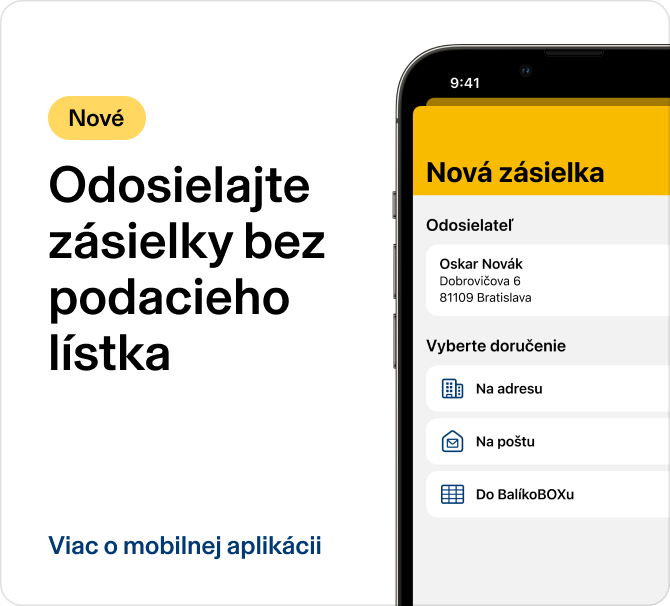 Nové
Odosielajte
zásielky bez
podacieho
lístka
Viac o mobilnej aplikácii
9:41
Nová zásielka
Odosielateľ
Oskar Novák
Dobrovičova 6
81109 Bratislava
Vyberte doručenie
Na adresu
Na poštu
Do BalíkoBOXu